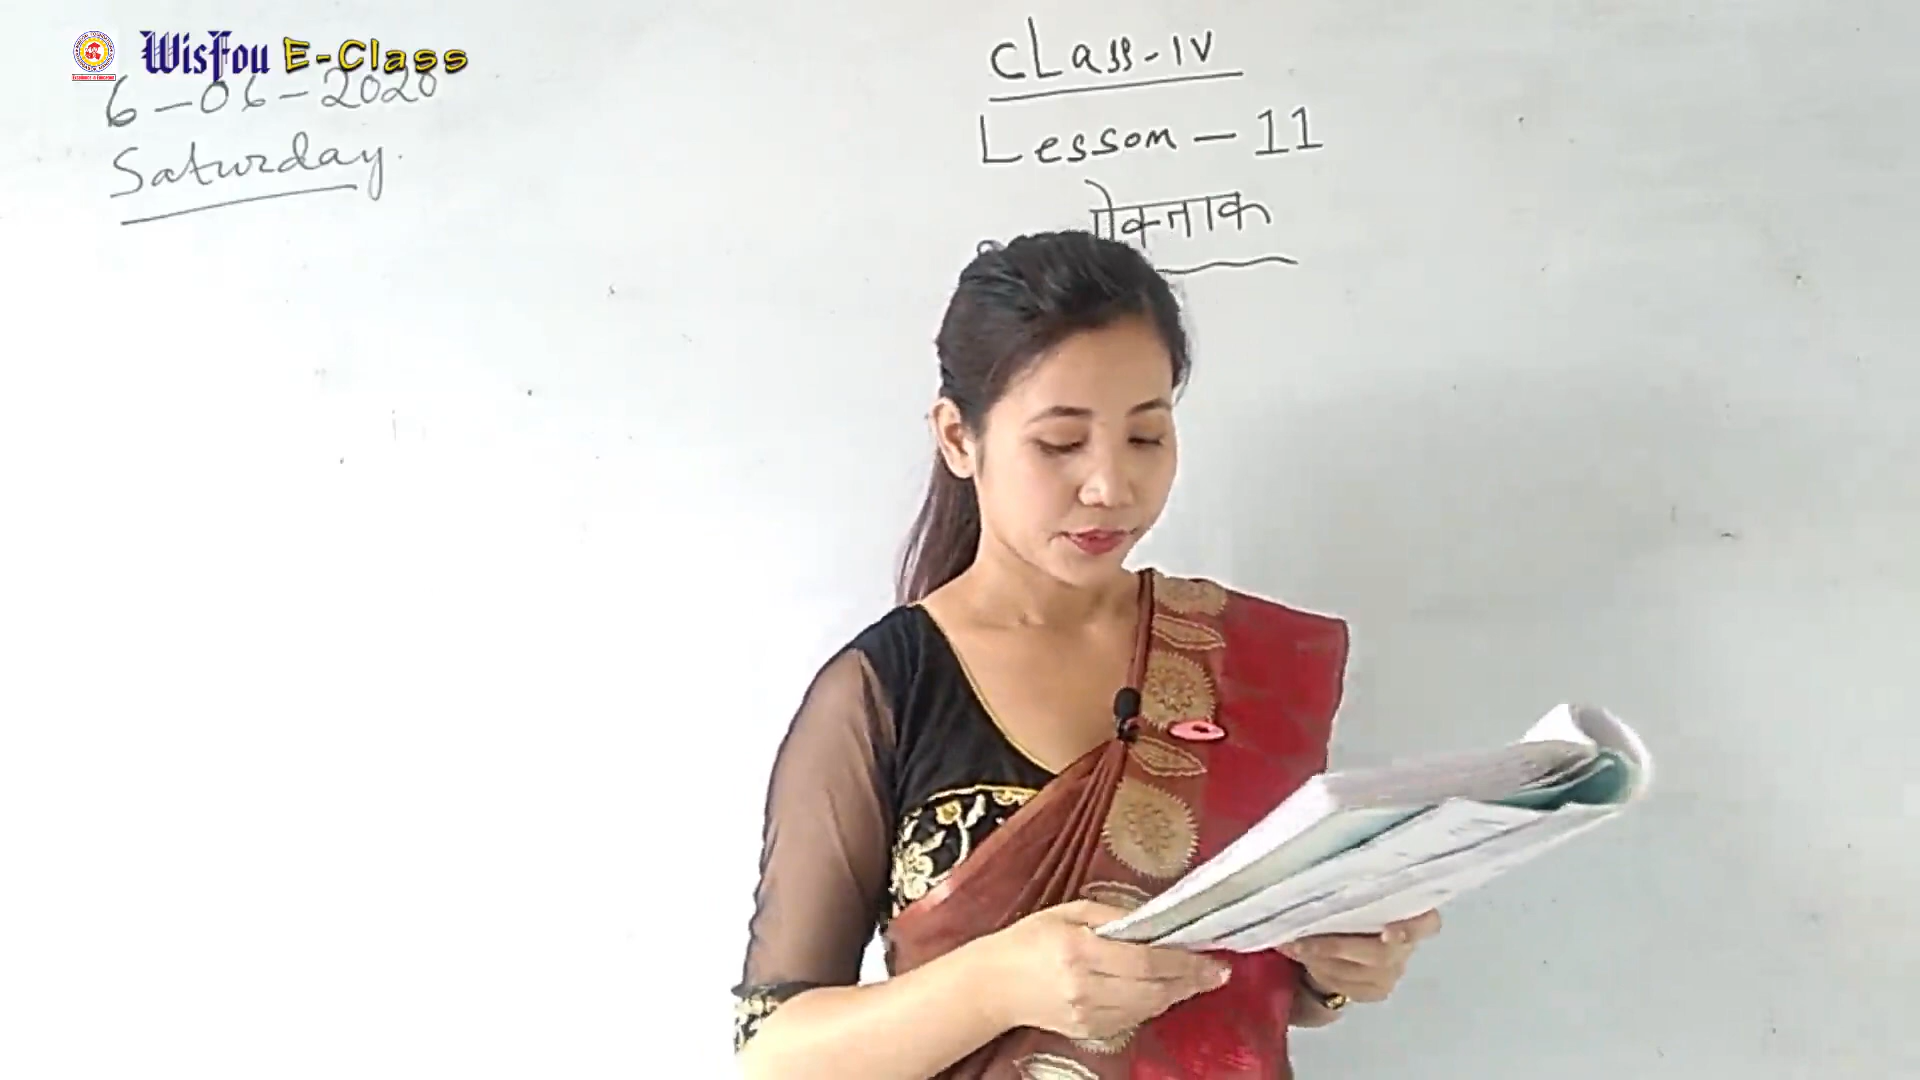 WisFou E-Class
6-06-2020
Saturday.
CLass-IV
Lesson-11